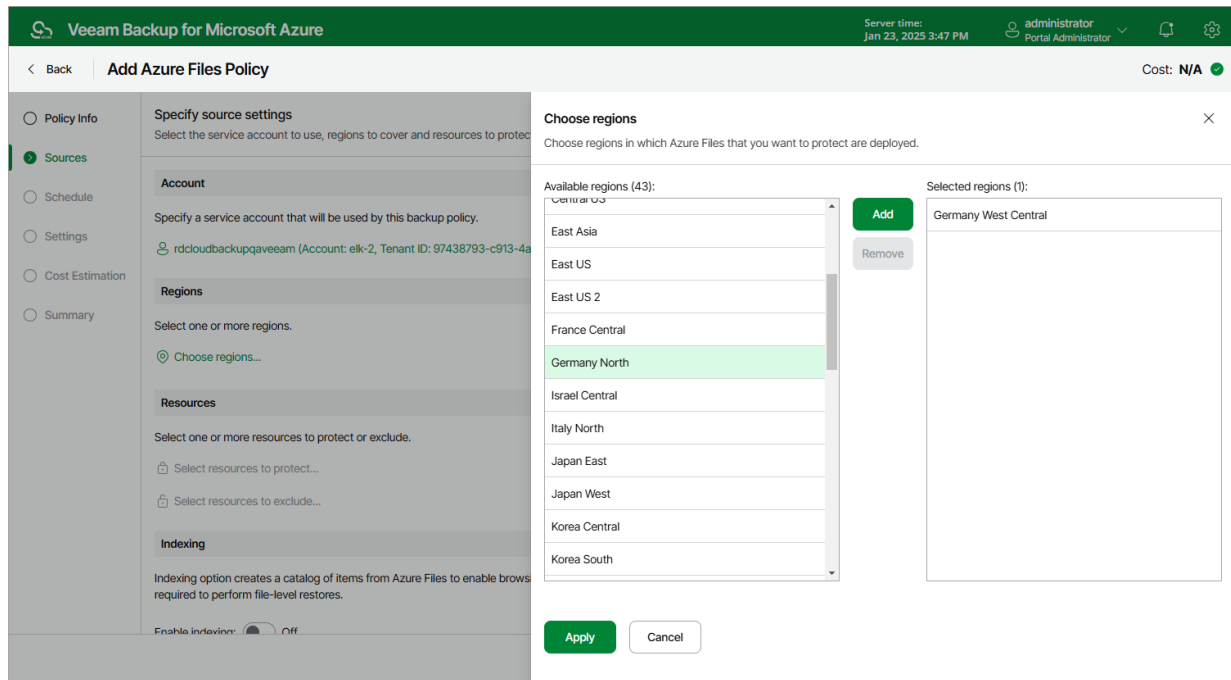 Veeam Backup for Microsoft Azure
Server time:
Jan 23, 2025 3:47 PM
administrator
Portal Administrator
Back
Add Azure Files Policy
Cost: N/A
Policy Info
Sources
Schedule
Settings
Cost Estimation
Summary
Specify source settings
Select the service account to use, regions to cover and resources to protec
Account
Specify a service account that will be used by this backup policy.
rdcloudbackupqaveeam (Account: elk-2, Tenant ID: 97438793-c913-4a
Regions
Select one or more regions.
Choose regions...
Resources
Select one or more resources to protect or exclude.
Select resources to protect...
Select resources to exclude...
Indexing
Indexing option creates a catalog of items from Azure Files to enable brows
required to perform file-level restores.
Enable indexing: Off
Choose regions
Choose regions in which Azure Files that you want to protect are deployed.
Available regions (43):
Central US
East Asia
East US
East US 2
France Central
Germany North
Israel Central
Italy North
Japan East
Japan West
Korea Central
Korea South
Add
Remove
Selected regions (1):
Germany West Central
Apply
Cancel